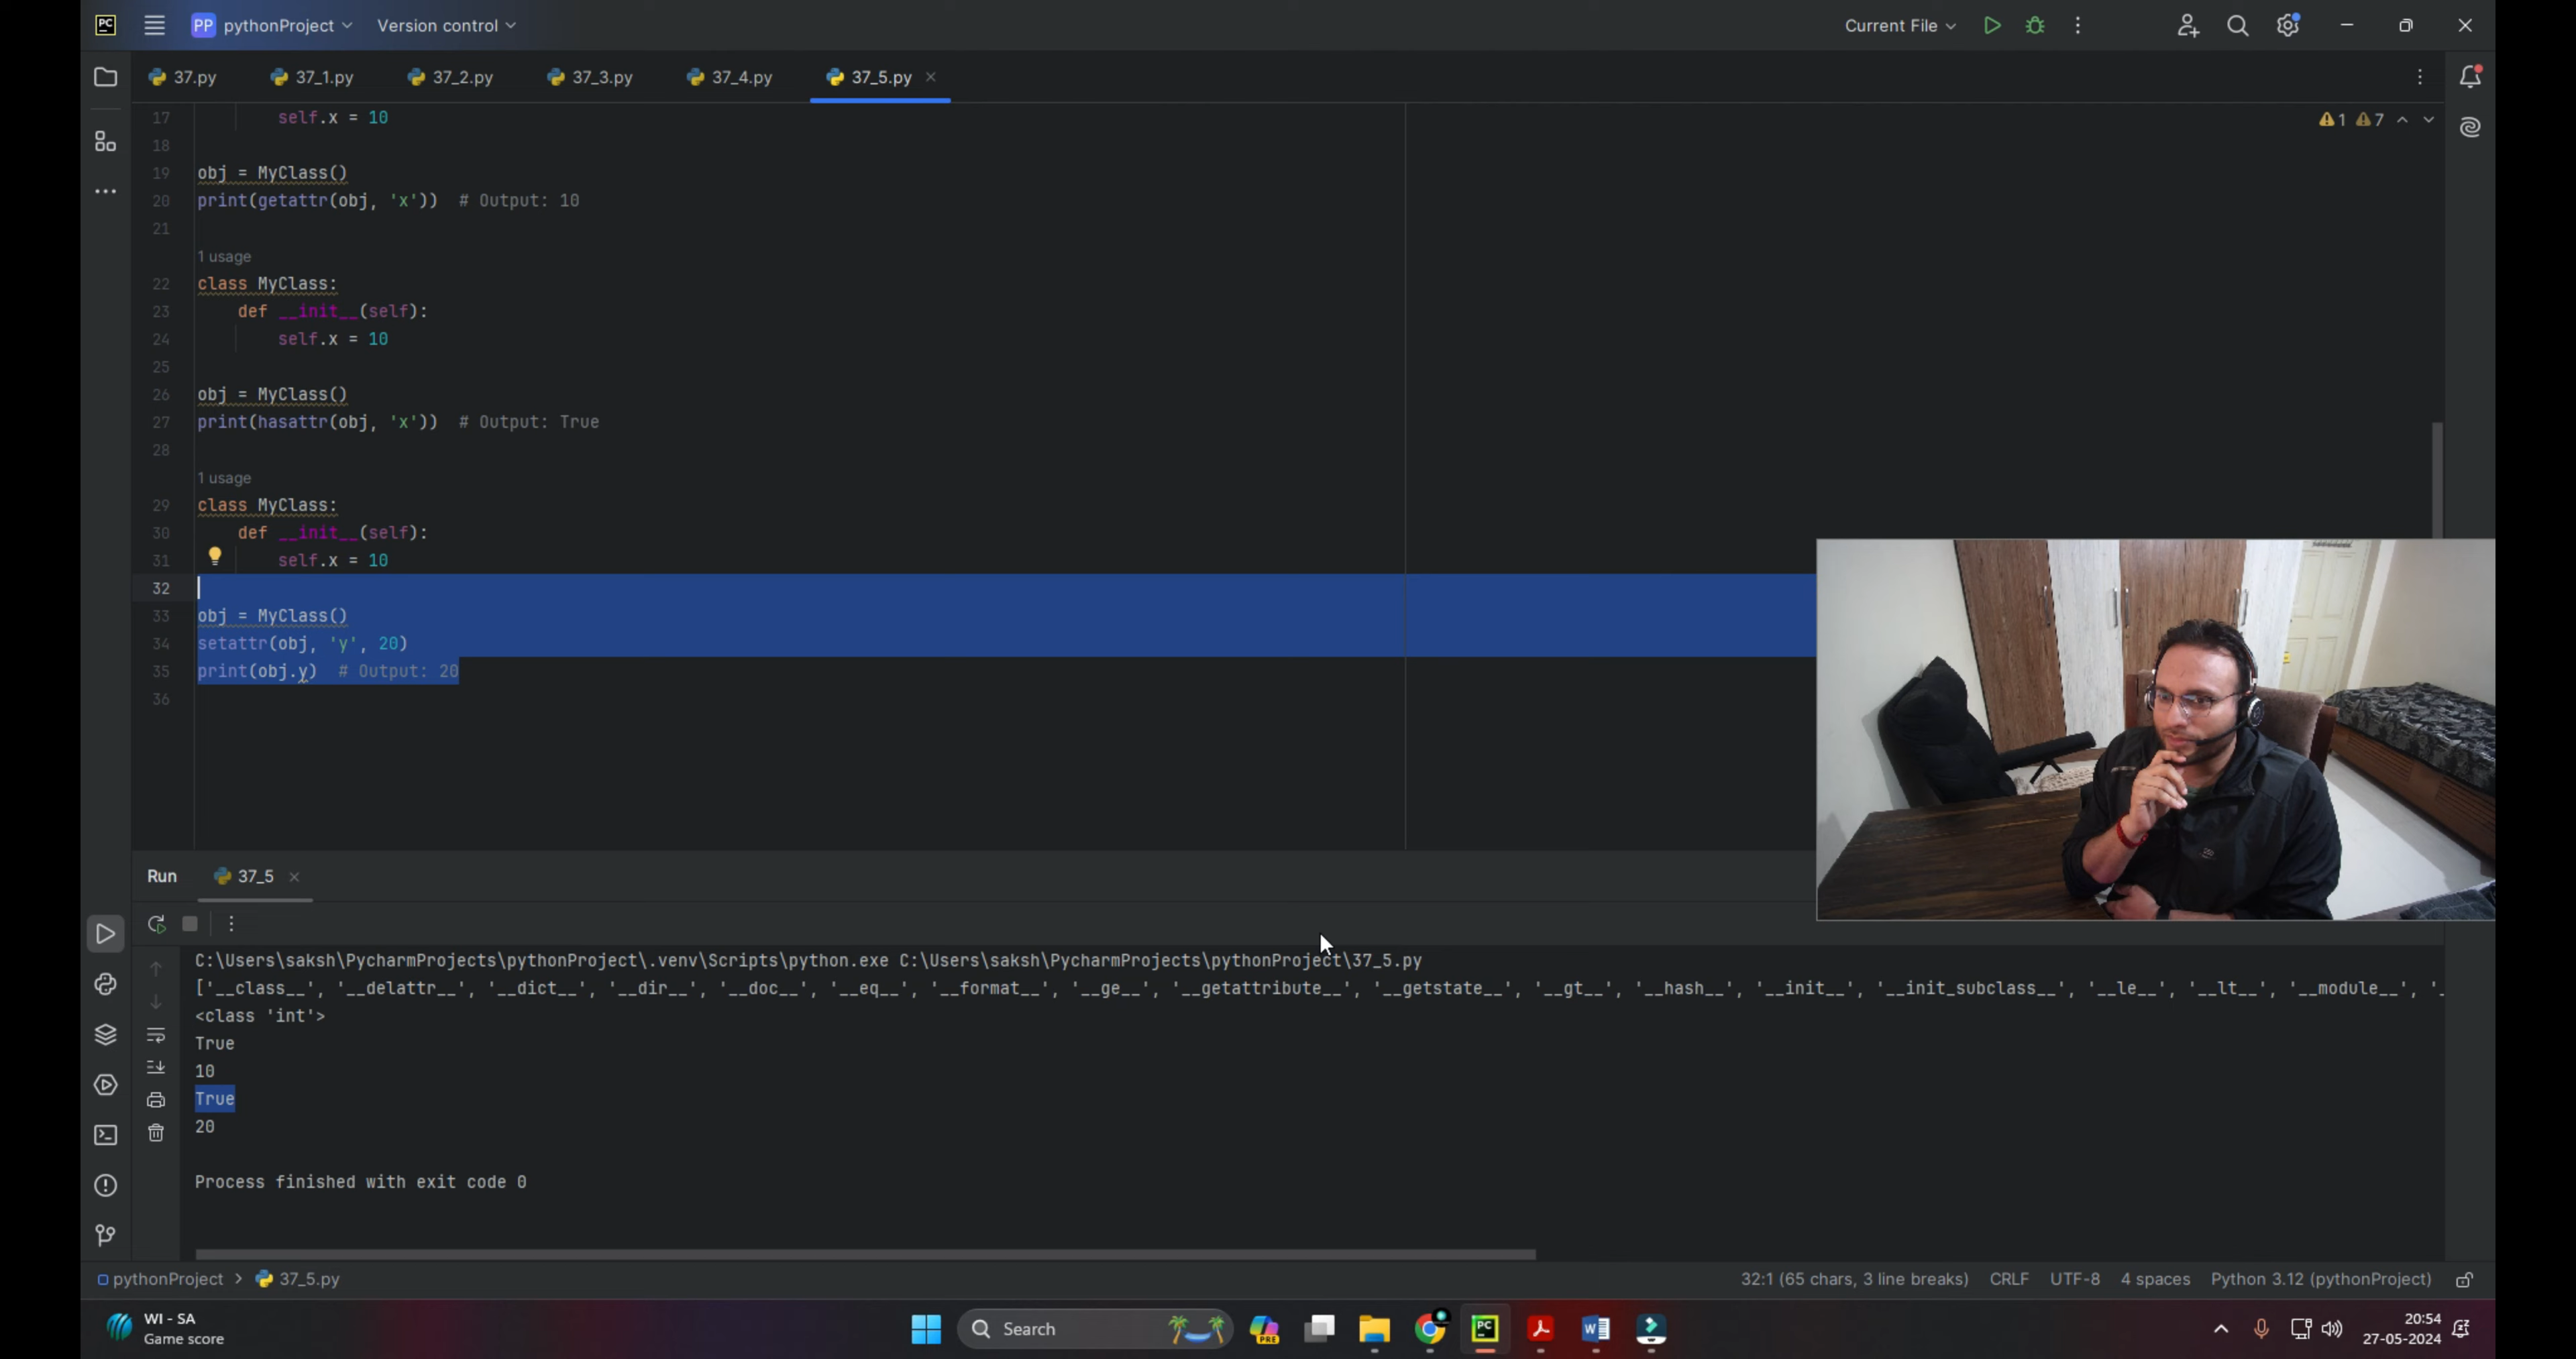 PC
PP pythonProject Version control
Current File
37.py 37_1.py 37_2.py 37_3.py 37_4.py 37_5.py
1 7
17 self.x = 10
18
19 obj = MyClass()
20 print(getattr(obj, 'x')) # Output: 10
21
1 usage
22 class MyClass:
23 def __init__(self):
24 self.x = 10
25
26 obj = MyClass()
27 print(hasattr(obj, 'x')) # Output: True
28
1 usage
29 class MyClass:
30 def __init__(self):
31 self.x = 10
32
33 obj = MyClass()
34 setattr(obj, 'y', 20)
35 print(obj.y) # Output: 20
36
Run 37_5
C:\Users\saksh\PycharmProjects\pythonProject\.venv\Scripts\python.exe C:\Users\saksh\PycharmProjects\pythonProject\37_5.py
['__class__', '__delattr__', '__dict__', '__dir__', '__doc__', '__eq__', '__format__', '__ge__', '__getattribute__', '__getstate__', '__gt__', '__hash__', '__init__', '__init_subclass__', '__le__', '__lt__', '__module__', '_
<class 'int'>
True
10
True
20
Process finished with exit code 0
pythonProject > 37_5.py
32:1 (65 chars, 3 line breaks) CRLF UTF-8 4 spaces Python 3.12 (pythonProject)
WI - SA
Game score
Search
PRE
PC
20:54
27-05-2024